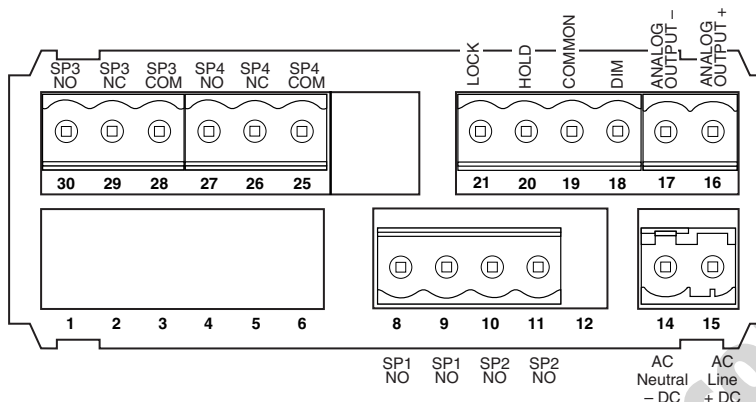 SP3 NO
SP3 NC
SP3 COM
SP4 NO
SP4 NC
SP4 COM
LOCK
HOLD
COMMON
DIM
ANALOG OUTPUT –
ANALOG OUTPUT +
30 29 28 27 26 25 21 20 19 18 17 16
1 2 3 4 5 6 8 9 10 11 12 14 15
SP1 NO
SP1 NO
SP2 NO
SP2 NO
AC Neutral – DC
AC Line + DC